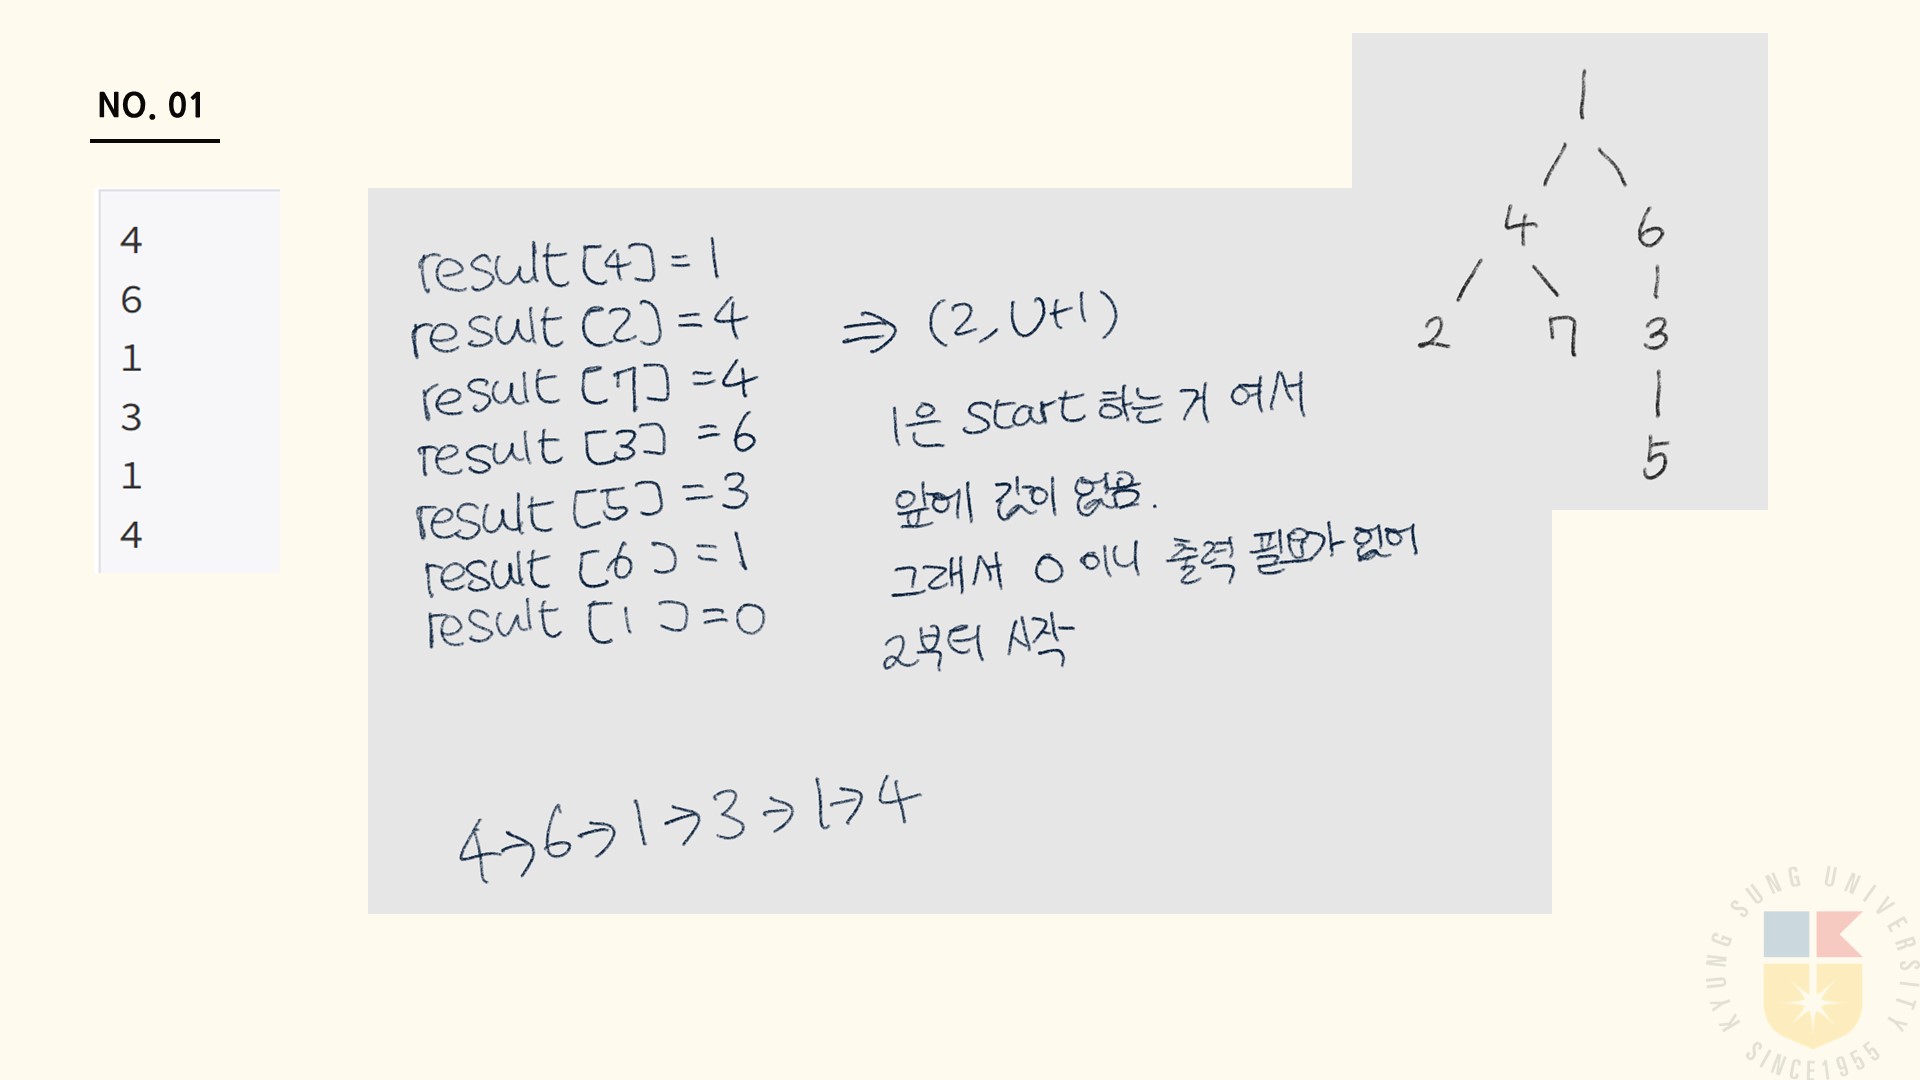 NO. 01
4
6
1
3
1
4
result [4] = 1
result [2] = 4
result [7] = 4
result [3] = 6
result [5] = 3
result [6] = 1
result [1] = 0
⇒ (2, U+1)
1은 Start 하는 거 여서
앞에 값이 없음.
그래서 0 이니 출력 필요가 없어
2부터 시작
4→6→1→3→1→4
1
4 6
2 7 3
5
KYUNG SUNG UNIVERSITY
SINCE1955